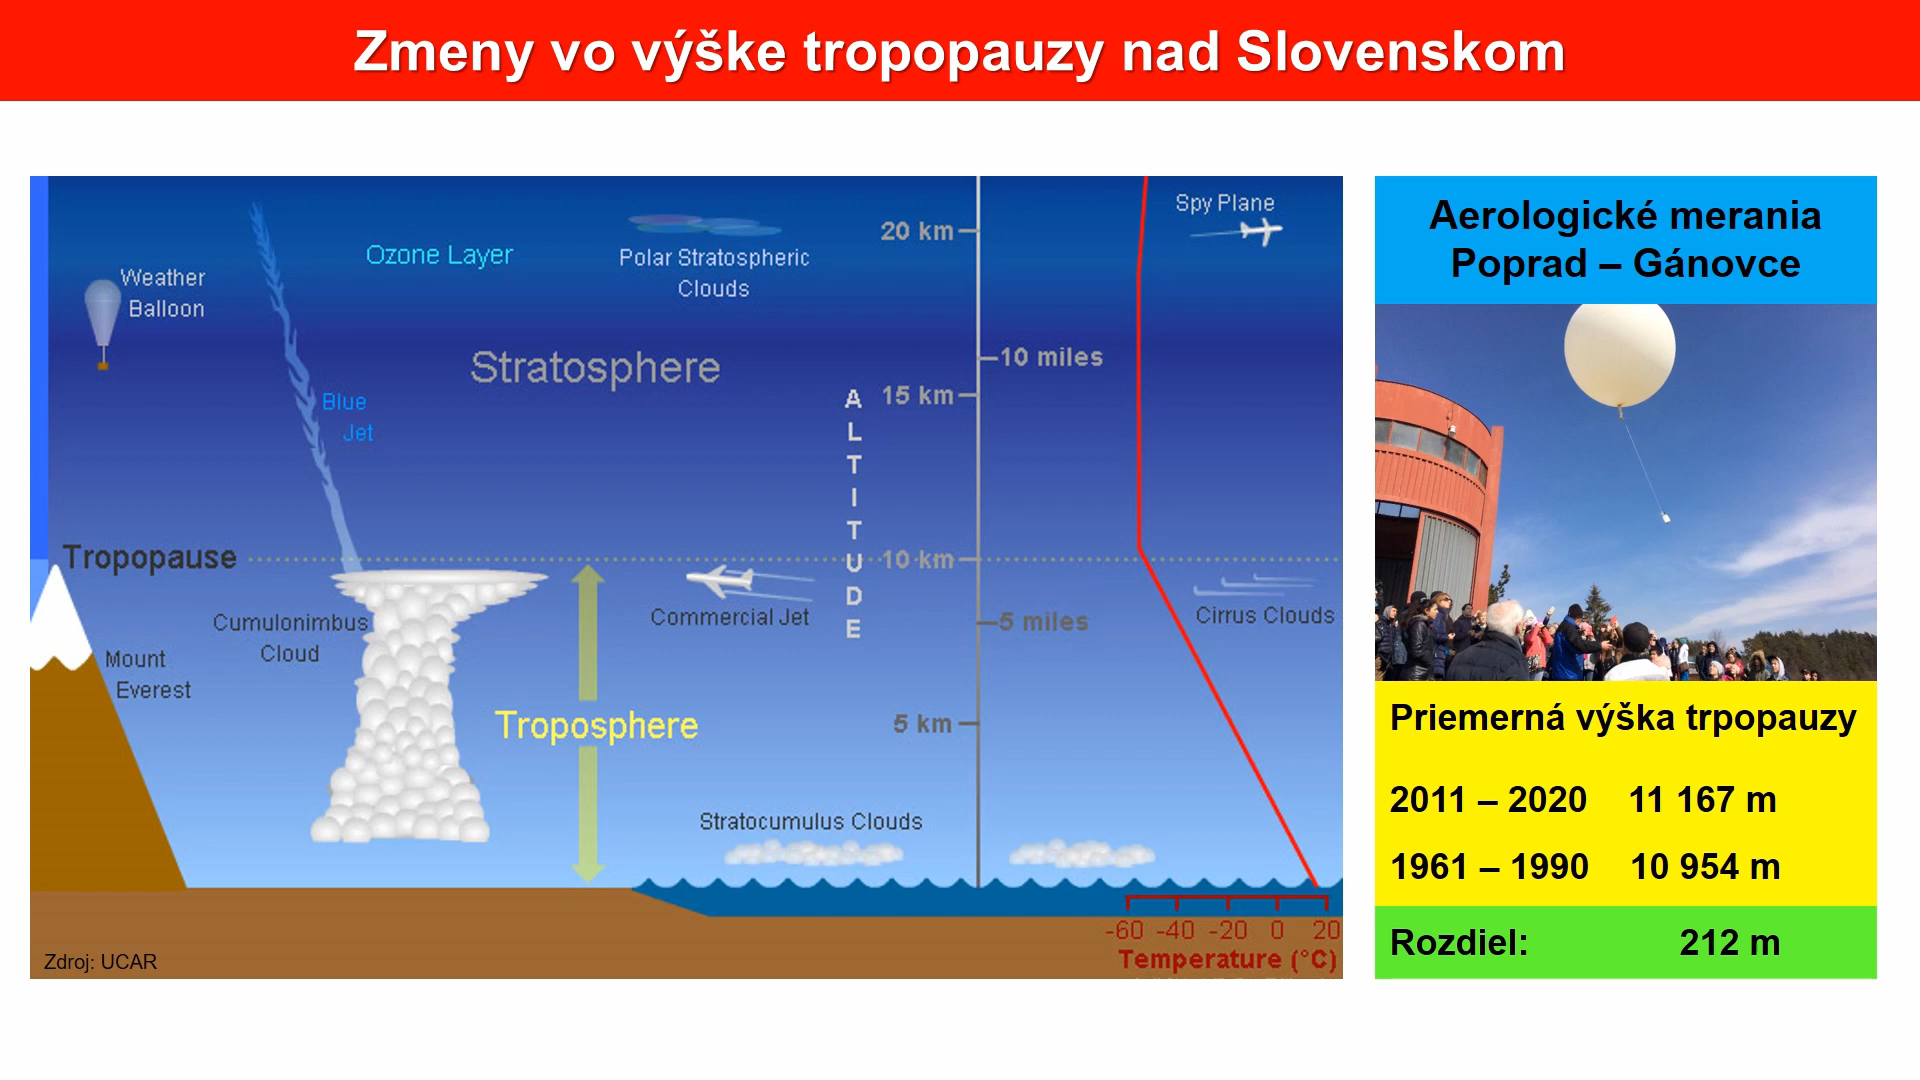 Zmeny vo výške tropopauzy nad Slovenskom
Weather
Balloon
Ozone Layer
Polar Stratospheric
Clouds
Spy Plane
20 km
Stratosphere
10 miles
Blue
Jet
15 km
ALTITUDE
Tropopause
10 km
Cumulonimbus
Cloud
Commercial Jet
5 miles
Cirrus Clouds
Mount
Everest
Troposphere
5 km
Stratocumulus Clouds
-60 -40 -20 0 20
Temperature (°C)
Zdroj: UCAR
Aerologické merania
Poprad – Gánovce
Priemerná výška trpopauzy
2011 – 2020 11 167 m
1961 – 1990 10 954 m
Rozdiel: 212 m